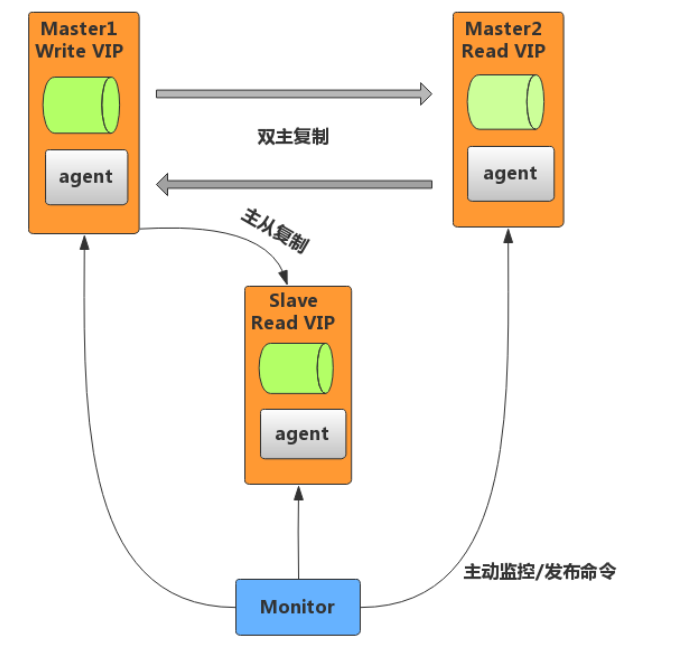 Master1
Write VIP
Master2
Read VIP
双主复制
agent
agent
主从复制
Slave
Read VIP
agent
主动监控/发布命令
Monitor